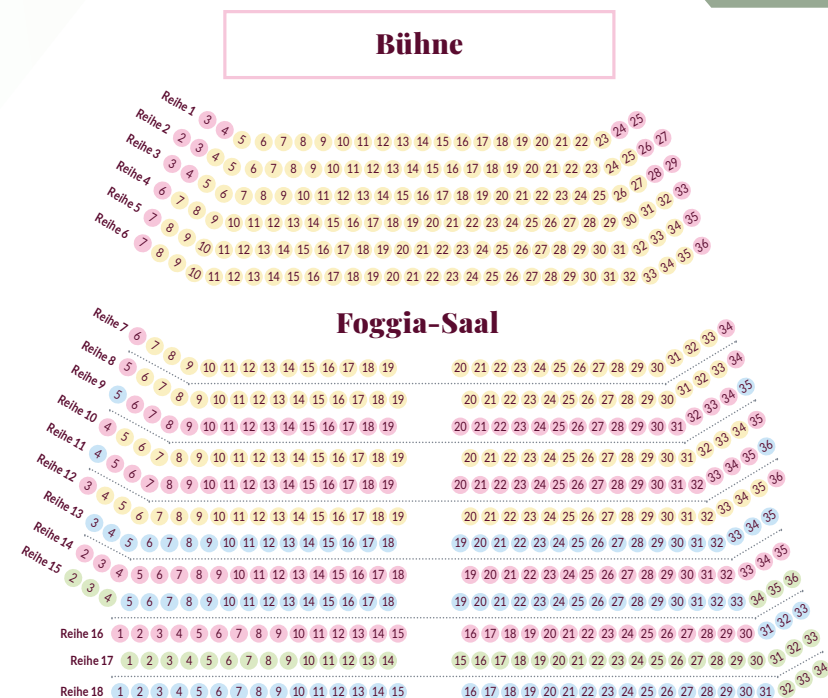 Bühne
Reihe 1 3 4 5 6 7 8 9 10 11 12 13 14 15 16 17 18 19 20 21 22 23 24 25
Reihe 2 2 3 4 5 6 7 8 9 10 11 12 13 14 15 16 17 18 19 20 21 22 23 24 25 26 27
Reihe 3 3 4 5 6 7 8 9 10 11 12 13 14 15 16 17 18 19 20 21 22 23 24 25 26 27 28 29
Reihe 4 6 7 8 9 10 11 12 13 14 15 16 17 18 19 20 21 22 23 24 25 26 27 28 29 30 31 32 33
Reihe 5 7 8 9 10 11 12 13 14 15 16 17 18 19 20 21 22 23 24 25 26 27 28 29 30 31 32 33 34 35
Reihe 6 7 8 9 10 11 12 13 14 15 16 17 18 19 20 21 22 23 24 25 26 27 28 29 30 31 32 33 34 35 36
Foggia-Saal
Reihe 7 6 7 8 9 10 11 12 13 14 15 16 17 18 19 20 21 22 23 24 25 26 27 28 29 30 31 32 33 34
Reihe 8 5 6 7 8 9 10 11 12 13 14 15 16 17 18 19 20 21 22 23 24 25 26 27 28 29 30 31 32 33 34
Reihe 9 5 6 7 8 9 10 11 12 13 14 15 16 17 18 19 20 21 22 23 24 25 26 27 28 29 30 31 32 33 34 35
Reihe 10 4 5 6 7 8 9 10 11 12 13 14 15 16 17 18 19 20 21 22 23 24 25 26 27 28 29 30 31 32 33 34 35
Reihe 11 4 5 6 7 8 9 10 11 12 13 14 15 16 17 18 19 20 21 22 23 24 25 26 27 28 29 30 31 32 33 34 35 36
Reihe 12 3 4 5 6 7 8 9 10 11 12 13 14 15 16 17 18 19 20 21 22 23 24 25 26 27 28 29 30 31 32 33 34 35 36
Reihe 13 3 4 5 6 7 8 9 10 11 12 13 14 15 16 17 18 19 20 21 22 23 24 25 26 27 28 29 30 31 32 33 34 35
Reihe 14 2 3 4 5 6 7 8 9 10 11 12 13 14 15 16 17 18 19 20 21 22 23 24 25 26 27 28 29 30 31 32 33 34 35
Reihe 15 2 3 4 5 6 7 8 9 10 11 12 13 14 15 16 17 18 19 20 21 22 23 24 25 26 27 28 29 30 31 32 33 34 35 36
Reihe 16 1 2 3 4 5 6 7 8 9 10 11 12 13 14 15 16 17 18 19 20 21 22 23 24 25 26 27 28 29 30 31 32 33
Reihe 17 1 2 3 4 5 6 7 8 9 10 11 12 13 14 15 16 17 18 19 20 21 22 23 24 25 26 27 28 29 30 31 32 33
Reihe 18 1 2 3 4 5 6 7 8 9 10 11 12 13 14 15 16 17 18 19 20 21 22 23 24 25 26 27 28 29 30 31 32 33 34